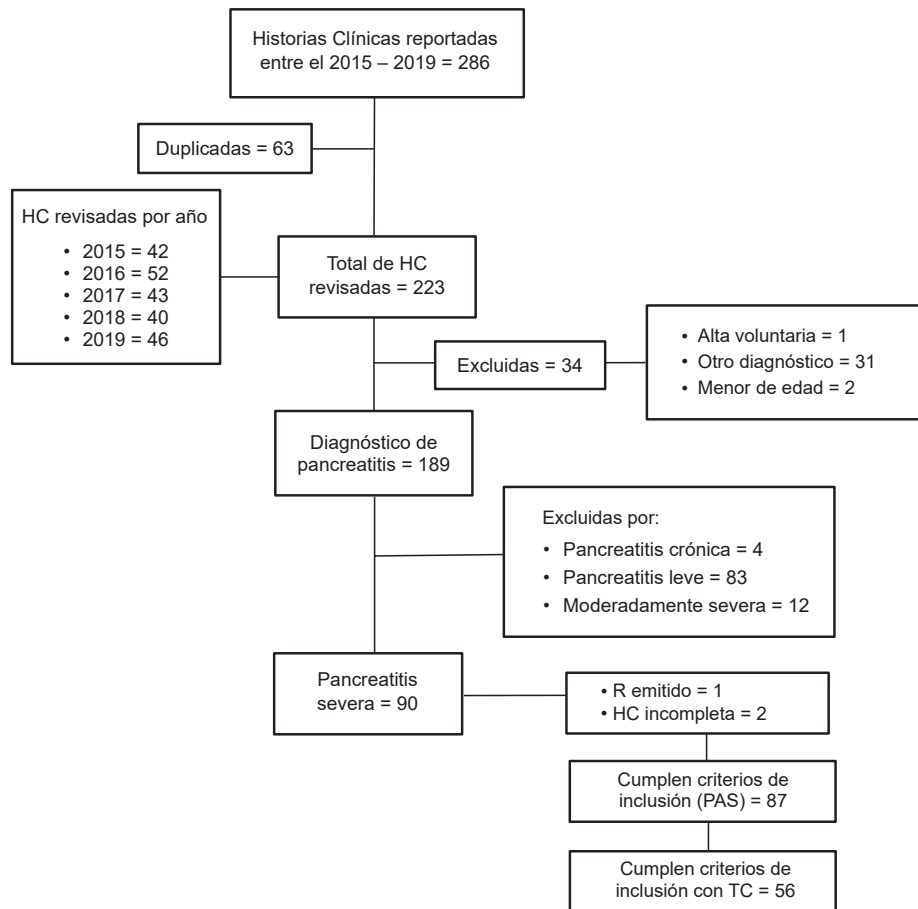 Historias Clínicas reportadas
entre el 2015 – 2019 = 286
Duplicadas = 63
HC revisadas por año
• 2015 = 42
• 2016 = 52
• 2017 = 43
• 2018 = 40
• 2019 = 46
Total de HC
revisadas = 223
Excluidas = 34
• Alta voluntaria = 1
• Otro diagnóstico = 31
• Menor de edad = 2
Diagnóstico de
pancreatitis = 189
Excluidas por:
• Pancreatitis crónica = 4
• Pancreatitis leve = 83
• Moderadamente severa = 12
Pancreatitis
severa = 90
• R emitido = 1
• HC incompleta = 2
Cumplen criterios de
inclusión (PAS) = 87
Cumplen criterios de
inclusión con TC = 56